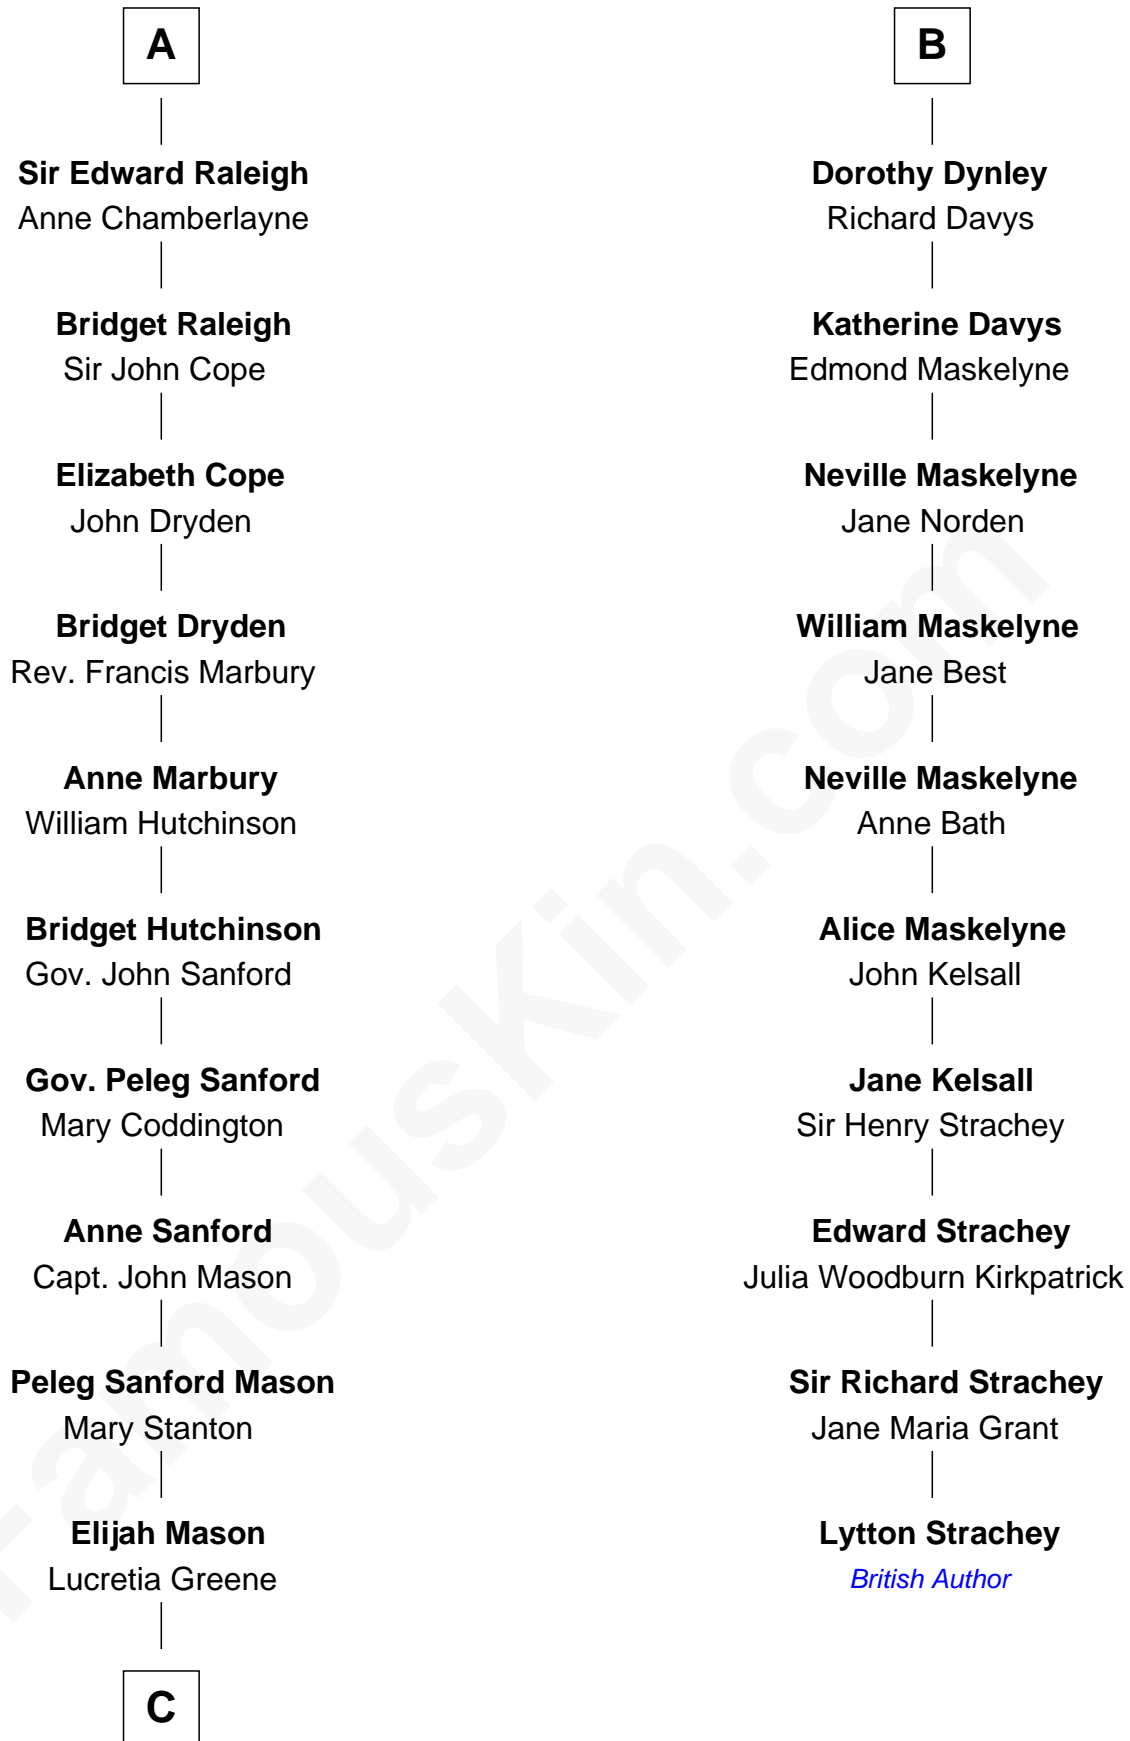 A
Sir Edward Raleigh
Anne Chamberlayne
Bridget Raleigh
Sir John Cope
Elizabeth Cope
John Dryden
Bridget Dryden
Rev. Francis Marbury
Anne Marbury
William Hutchinson
Bridget Hutchinson
Gov. John Sanford
Gov. Peleg Sanford
Mary Coddington
Anne Sanford
Capt. John Mason
Peleg Sanford Mason
Mary Stanton
Elijah Mason
Lucretia Greene
C
B
Dorothy Dynley
Richard Davys
Katherine Davys
Edmond Maskelyne
Neville Maskelyne
Jane Norden
William Maskelyne
Jane Best
Neville Maskelyne
Anne Bath
Alice Maskelyne
John Kelsall
Jane Kelsall
Sir Henry Strachey
Edward Strachey
Julia Woodburn Kirkpatrick
Sir Richard Strachey
Jane Maria Grant
Lytton Strachey
British Author
FamousKin.com